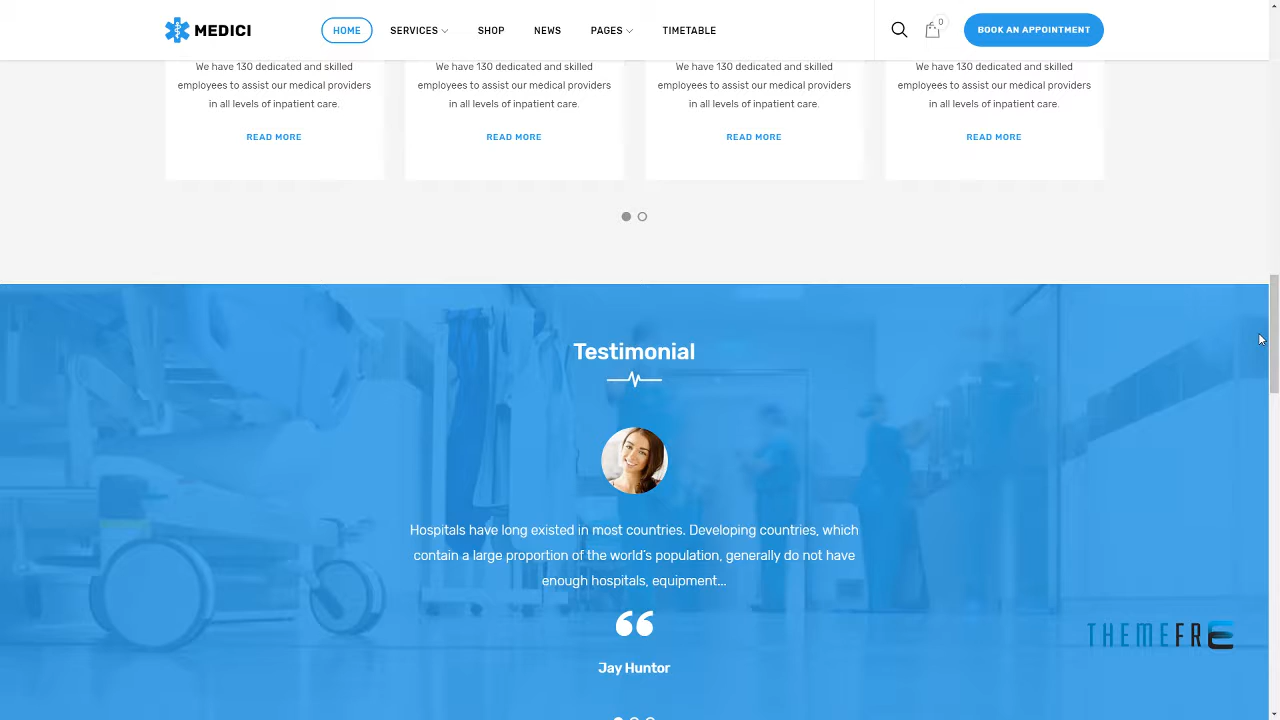 MEDICI
HOME
SERVICES
SHOP
NEWS
PAGES
TIMETABLE
0
BOOK AN APPOINTMENT
We have 130 dedicated and skilled
employees to assist our medical providers
in all levels of inpatient care.
READ MORE
We have 130 dedicated and skilled
employees to assist our medical providers
in all levels of inpatient care.
READ MORE
We have 130 dedicated and skilled
employees to assist our medical providers
in all levels of inpatient care.
READ MORE
We have 130 dedicated and skilled
employees to assist our medical providers
in all levels of inpatient care.
READ MORE
Testimonial
Hospitals have long existed in most countries. Developing countries, which
contain a large proportion of the world's population, generally do not have
enough hospitals, equipment...
“
Jay Huntor
THEMEFRE